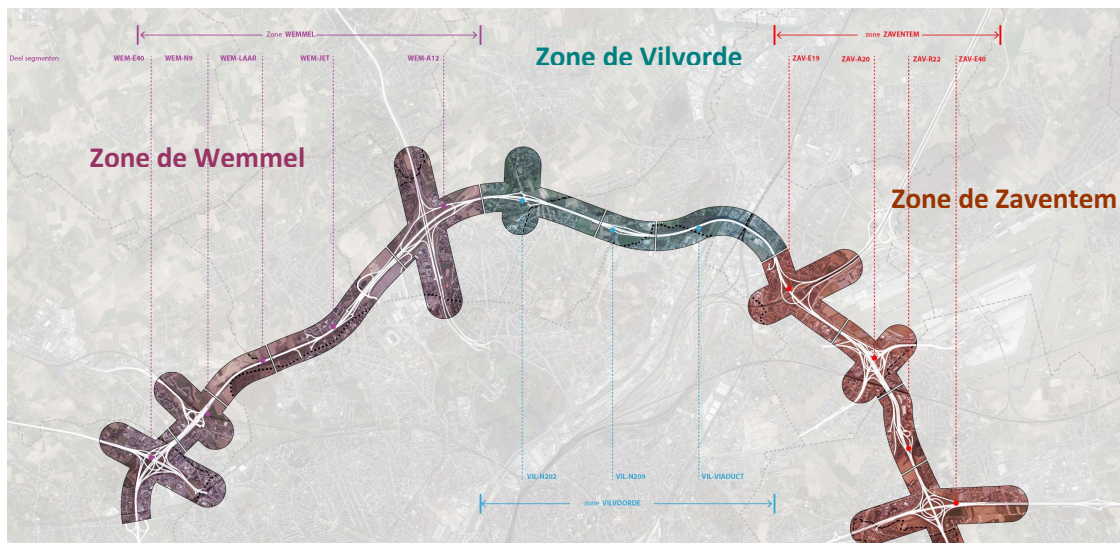 Zone WEMMEL
zone ZAVENTEM
Zone de Vilvorde
Deel segmenten
WEM-E40
WEM-N9
WEM-LAAR
WEM-JET
WEM-A12
ZAV-E19
ZAV-A20
ZAV-R22
ZAV-E40
Zone de Wemmel
Zone de Zaventem
VIL-N202
VIL-N209
VIL-VIADUCT
zone VILVOORDE